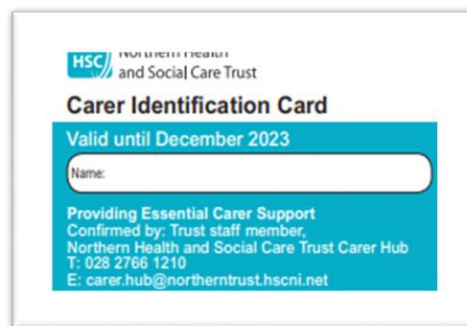 HSC Northern Health
and Social Care Trust
Carer Identification Card
Valid until December 2023
Name:
Providing Essential Carer Support
Confirmed by: Trust staff member,
Northern Health and Social Care Trust Carer Hub
T: 028 2766 1210
E: carer.hub@northerntrust.hscni.net